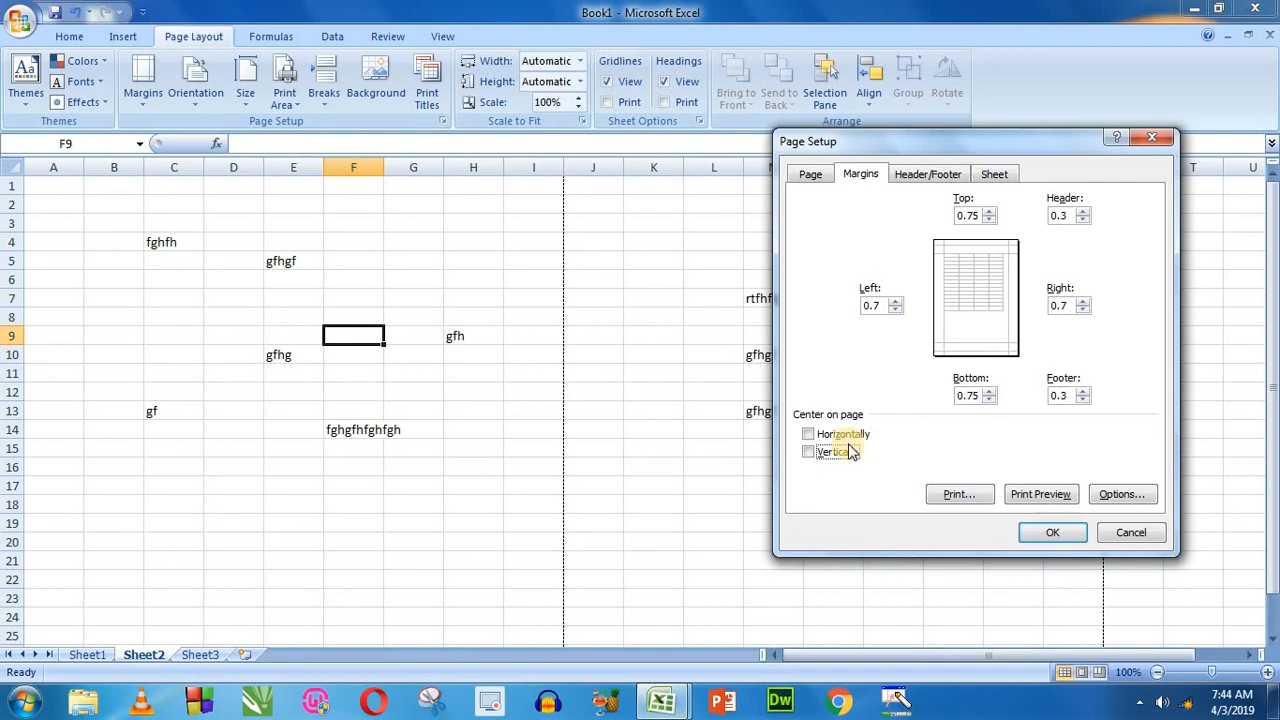 Book1 - Microsoft Excel
Home Insert Page Layout Formulas Data Review View
Themes Colors Fonts Effects Margins Orientation Size Print Area Breaks Background Print Titles Width: Automatic Height: Automatic Scale: 100% Gridlines View Print Headings View Print Bring to Front Send to Back Selection Pane Align Group Rotate
Themes Page Setup Scale to Fit Sheet Options Arrange
F9 fx
A B C D E F G H I J K L T U
1
2
3
4 fghfh
5 gfhgf
6
7
8
9 gfh
10 gfhg
11
12
13 gf
14 fghgfhfghfgh
15
16
17
18
19
20
21
22
23
24
25
Page Setup
Page Margins Header/Footer Sheet
Top: Header:
0.75 0.3
Left: Right:
0.7 0.7
Bottom: Footer:
0.75 0.3
Center on page
Horizontally
Print... Print Preview Options...
OK Cancel
Sheet1 Sheet2 Sheet3
Ready 100%
Dw
7:44 AM
4/3/2019